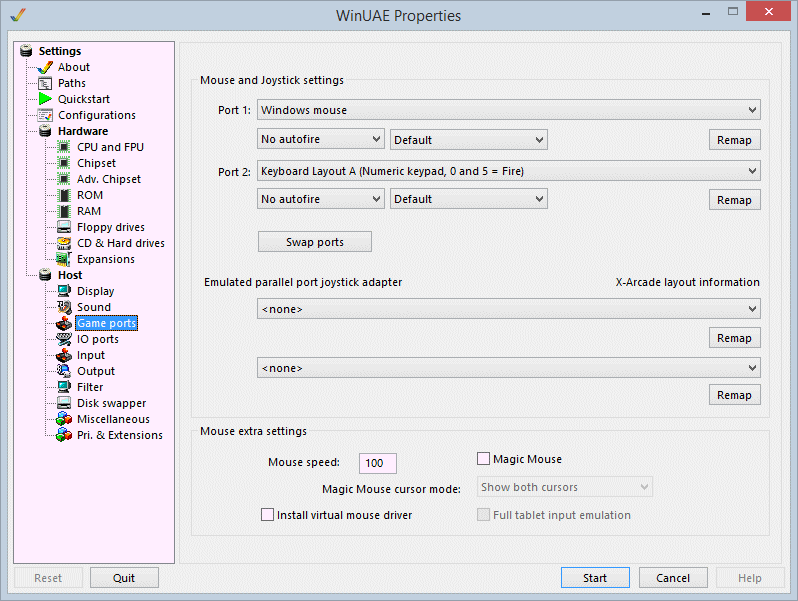 WinUAE Properties
Settings
About
Paths
Quickstart
Configurations
Hardware
CPU and FPU
Chipset
Adv. Chipset
ROM
RAM
Floppy drives
CD & Hard drives
Expansions
Host
Display
Sound
Game ports
IO ports
Input
Output
Filter
Disk swapper
Miscellaneous
Pri. & Extensions
Mouse and Joystick settings
Port 1: Windows mouse
No autofire Default Remap
Port 2: Keyboard Layout A (Numeric keypad, 0 and 5 = Fire)
No autofire Default Remap
Swap ports
Emulated parallel port joystick adapter X-Arcade layout information
<none>
Remap
<none>
Remap
Mouse extra settings
Mouse speed: 100 Magic Mouse
Magic Mouse cursor mode: Show both cursors
Install virtual mouse driver Full tablet input emulation
Reset Quit Start Cancel Help